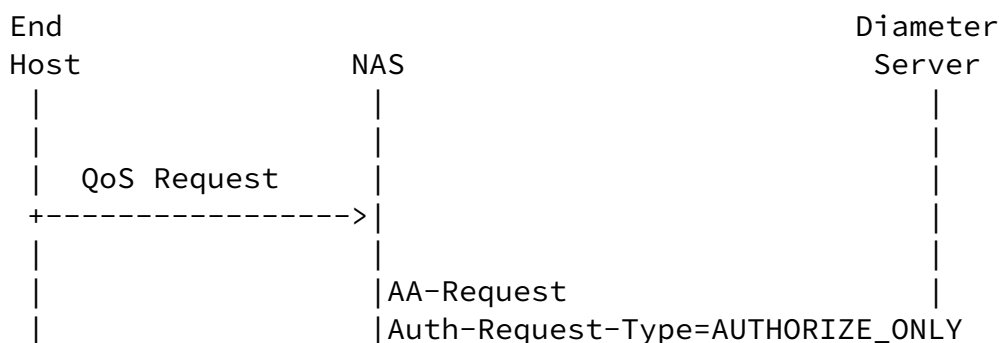 End Diameter
Host NAS Server
QoS Request
+----------------->|
|AA-Request
|Auth-Request-Type=AUTHORIZE_ONLY